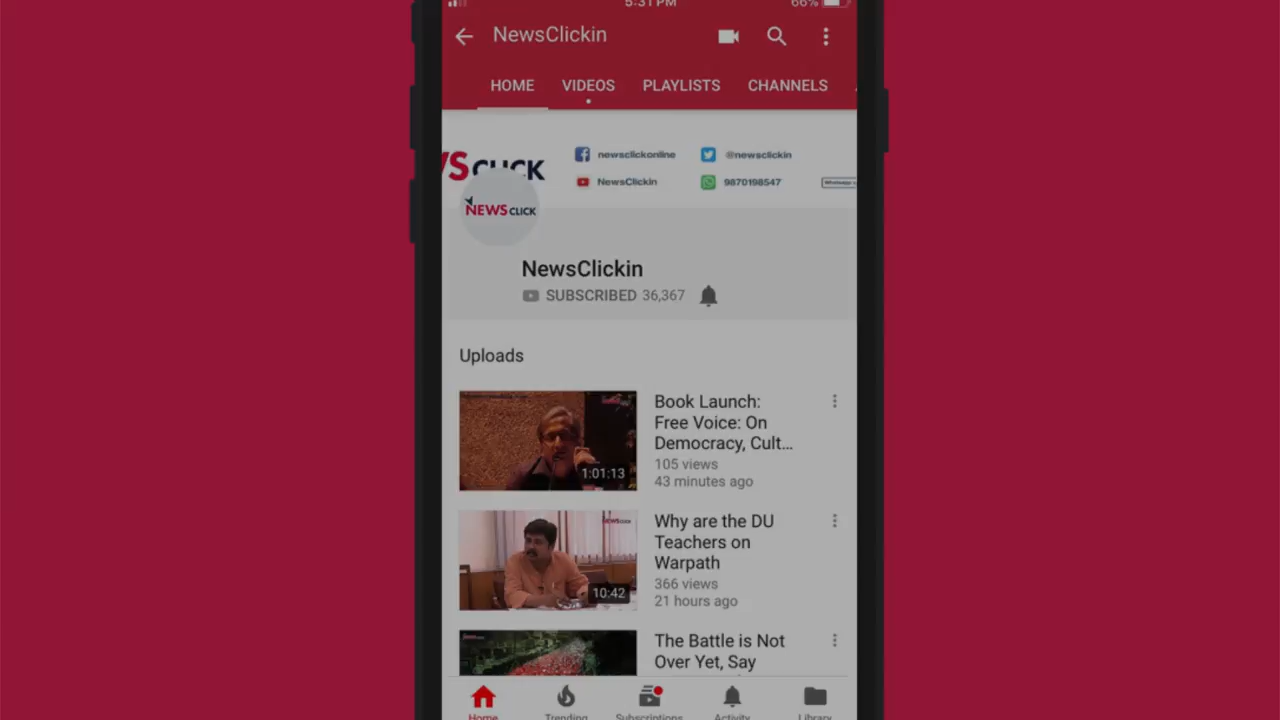 5:31 PM
66%
NewsClickin
HOME
VIDEOS
PLAYLISTS
CHANNELS
WS CLICK
newsclickonline
@newsclickin
NewsClickin
9870198547
NEWS CLICK
NewsClickin
SUBSCRIBED 36,367
Uploads
Book Launch:
Free Voice: On
Democracy, Cult...
105 views
43 minutes ago
1:01:13
Why are the DU
Teachers on
Warpath
366 views
21 hours ago
10:42
The Battle is Not
Over Yet, Say
Home
Trending
Subscriptions
Activity
Library